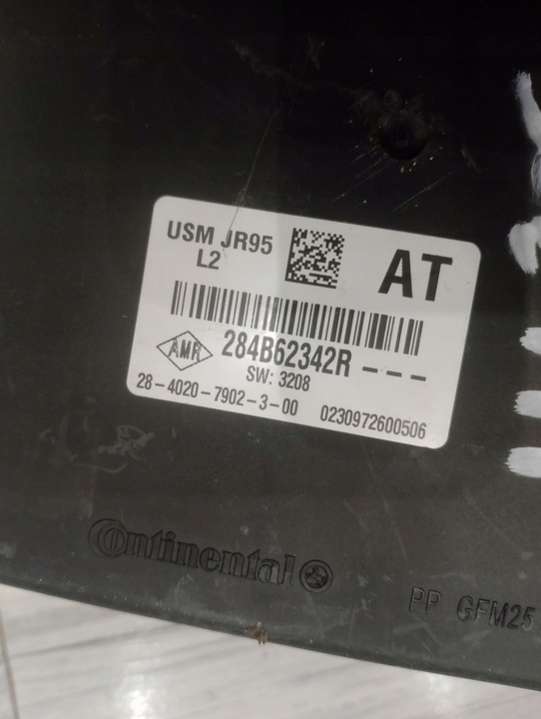 USM JR95
L2
AT
AMR
284B62342R---
SW: 3208
28-4020-7902-3-00
0230972600506
Continental
PP GFM25